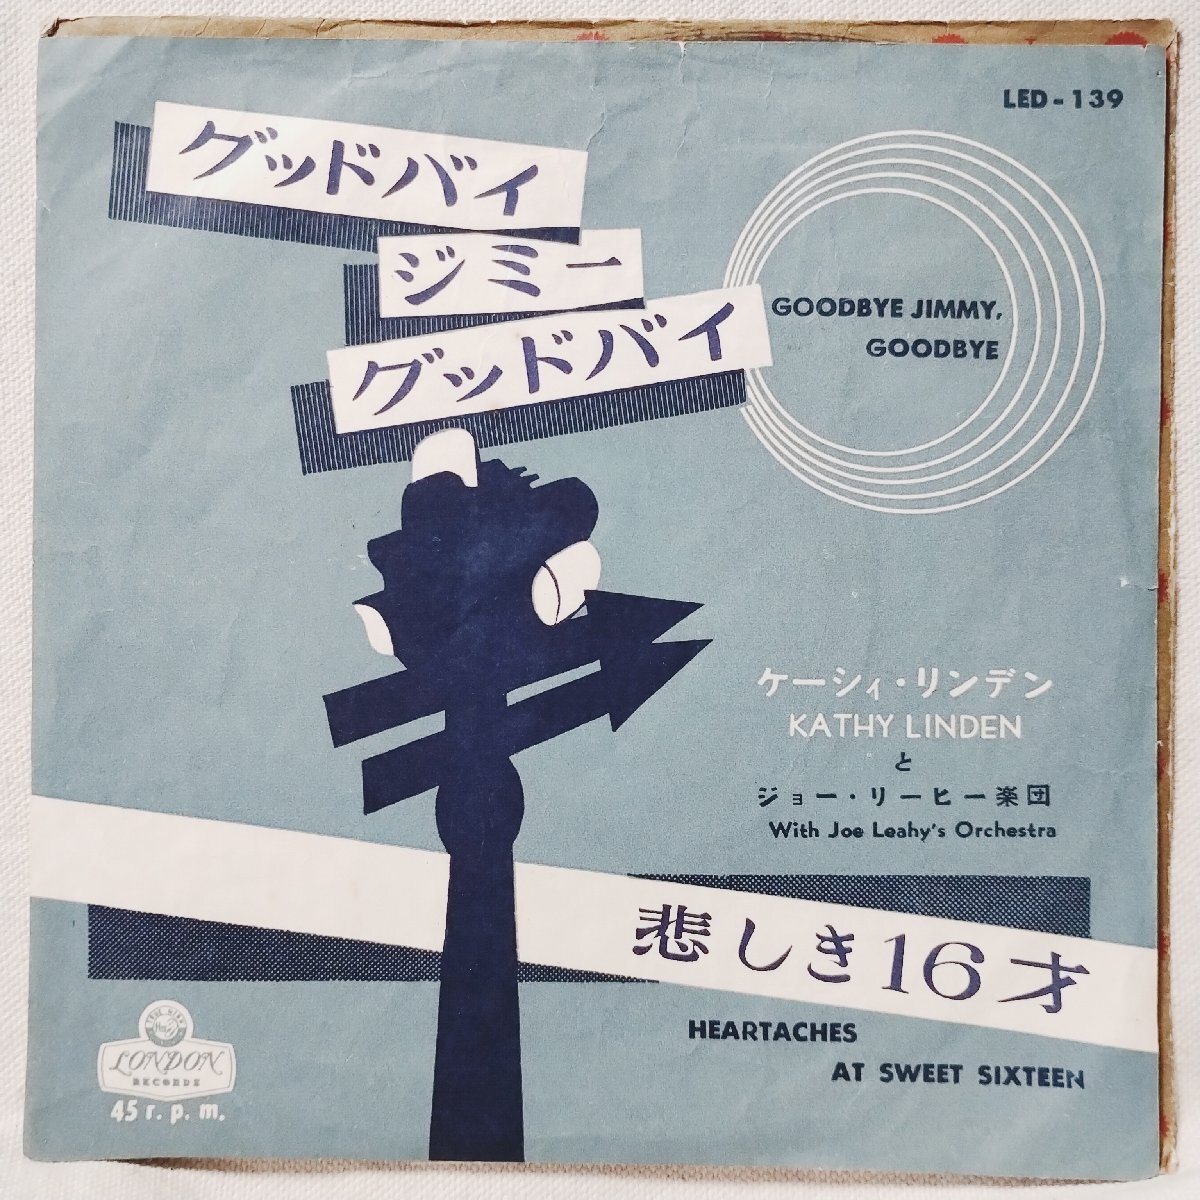 LED-139
グッドバイ
ジミー
グッドバイ
GOODBYE JIMMY,
GOODBYE
ケーシィ・リンデン
KATHY LINDEN
と
ジョー・リーヒー楽団
With Joe Leahy's Orchestra
悲しき16才
HEARTACHES
AT SWEET SIXTEEN
LONDON
RECORDS
45 r.p.m.